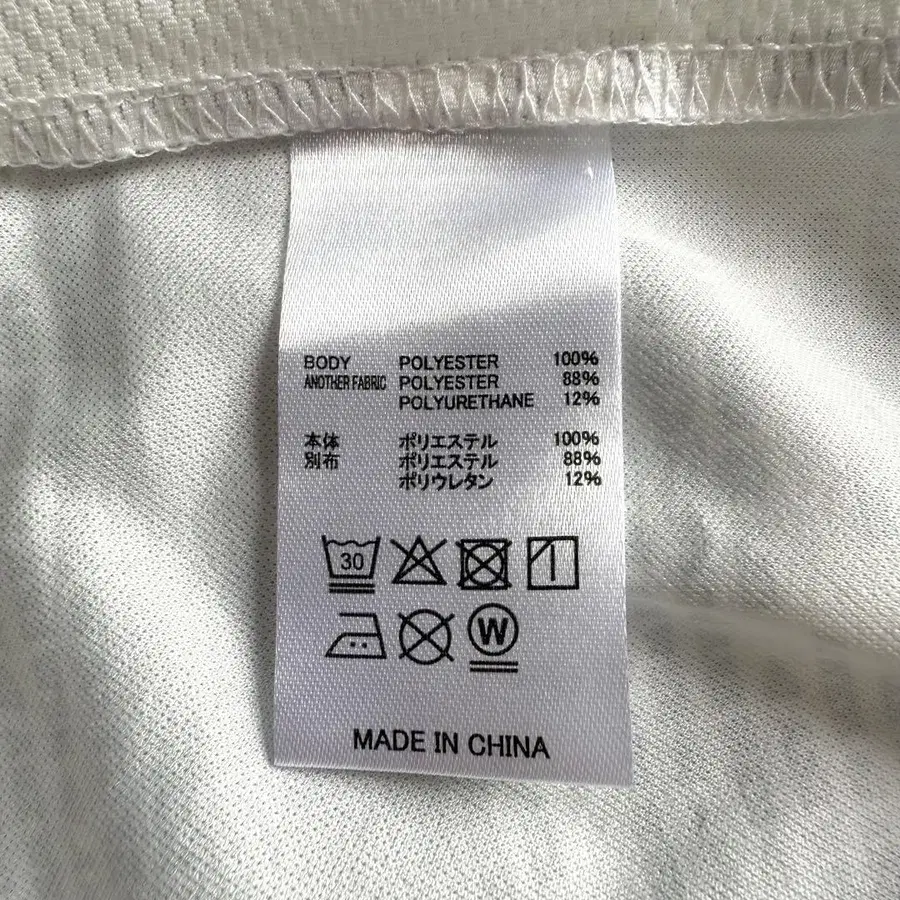 BODY POLYESTER 100%
ANOTHER FABRIC POLYESTER 88%
POLYURETHANE 12%
本体 ポリエステル 100%
別布 ポリエステル 88%
ポリウレタン 12%
30
W
MADE IN CHINA